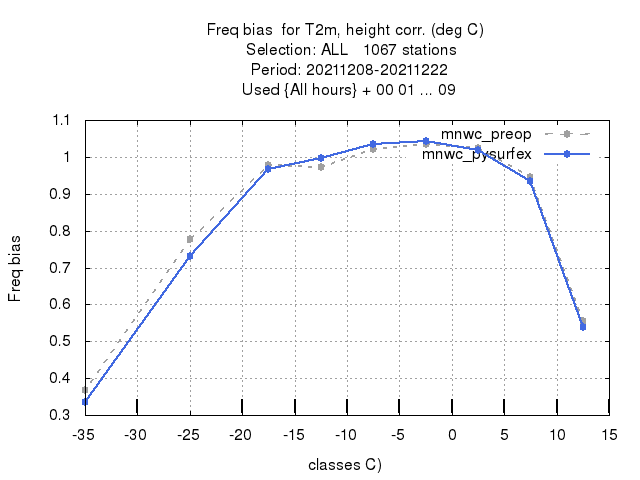 Freq bias  for T2m, height corr. (deg C)
Selection: ALL   1067 stations
Period: 20211208-20211222
Used {All hours} + 00 01 ... 09
mnwc_preop
mnwc_pysurfex
1.1
1
0.9
0.8
0.7
0.6
0.5
0.4
0.3
Freq bias
-35 -30 -25 -20 -15 -10 -5 0 5 10 15
classes C)